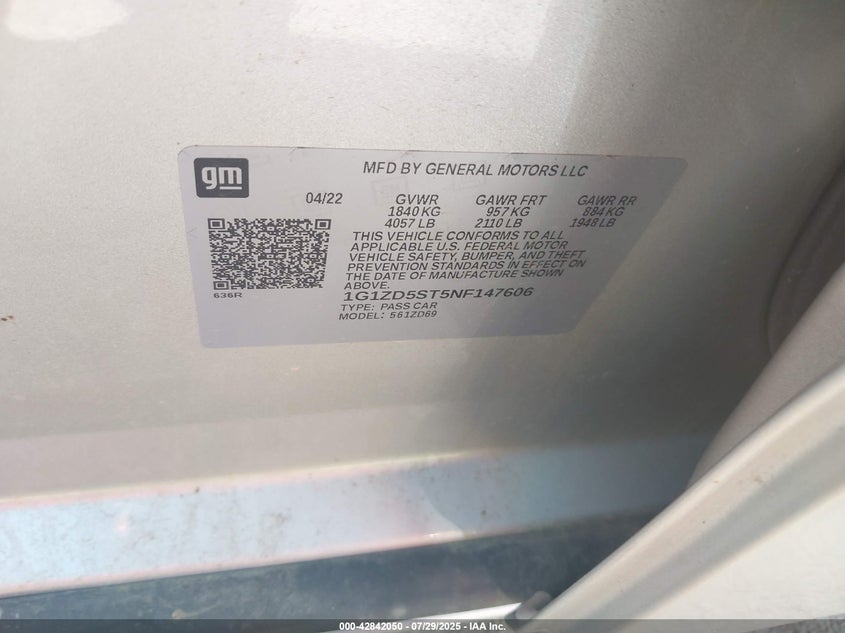 gm
MFD BY GENERAL MOTORS LLC
04/22 GVWR GAWR FRT GAWR RR
1840 KG 957 KG 884 KG
4057 LB 2110 LB 1948 LB
THIS VEHICLE CONFORMS TO ALL
APPLICABLE U.S. FEDERAL MOTOR
VEHICLE SAFETY, BUMPER, AND THEFT
PREVENTION STANDARDS IN EFFECT ON
THE DATE OF MANUFACTURE SHOWN
ABOVE.
636R
1G1ZD5ST5NF147606
TYPE: PASS CAR
MODEL: 561ZD69
000-42842050 - 07/29/2025 - IAA Inc.